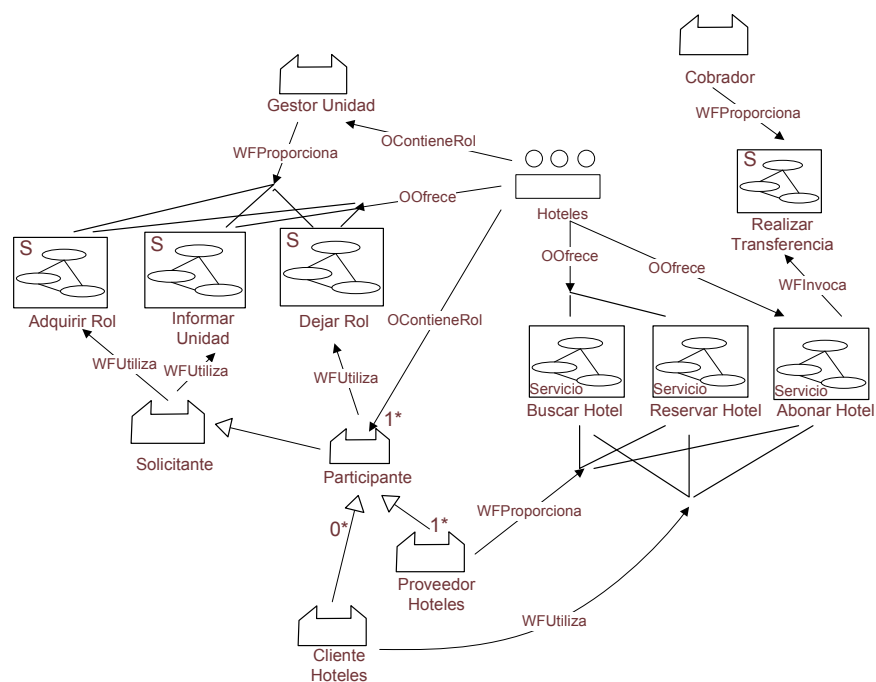 Cobrador
Gestor Unidad
WFProporciona
OContieneRol
WFProporciona
S
OOfrece
Hoteles
Realizar
Transferencia
S
S
S
OOfrece
OOfrece
WFInvoca
Adquirir Rol
Informar
Unidad
Dejar Rol
OContieneRol
WFUtiliza
WFUtiliza
WFUtiliza
Servicio
Servicio
Servicio
Buscar Hotel
Reservar Hotel
Abonar Hotel
1*
Solicitante
Participante
0*
1*
WFProporciona
Proveedor
Hoteles
WFUtiliza
Cliente
Hoteles